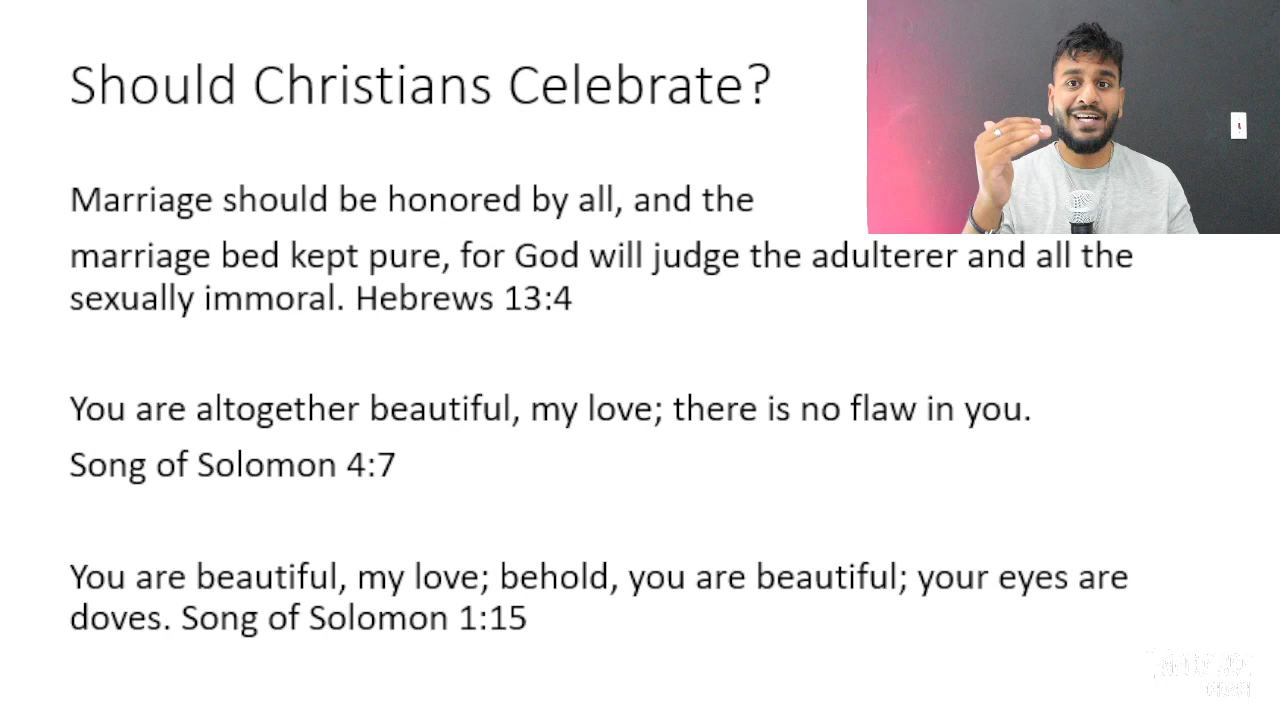 Should Christians Celebrate?
Marriage should be honored by all, and the
marriage bed kept pure, for God will judge the adulterer and all the
sexually immoral. Hebrews 13:4
You are altogether beautiful, my love; there is no flaw in you.
Song of Solomon 4:7
You are beautiful, my love; behold, you are beautiful; your eyes are
doves. Song of Solomon 1:15